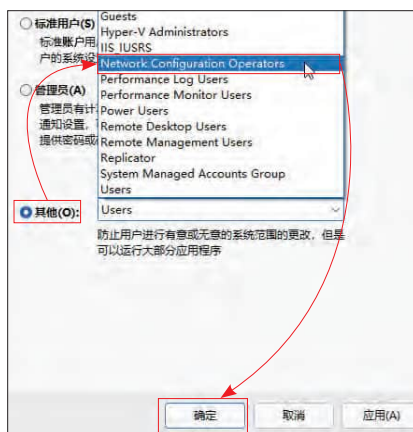 标准用户(S)
标准账户用
户的系统设
管理员(A)
管理员有计
通知设置，
提供密码或
Guests
Hyper-V Administrators
IIS_IUSRS
Network Configuration Operators
Performance Log Users
Performance Monitor Users
Power Users
Remote Desktop Users
Remote Management Users
Replicator
System Managed Accounts Group
Users
其他(O):
Users
防止用户进行有意或无意的系统范围的更改，但是
可以运行大部分应用程序
确定
取消
应用(A)